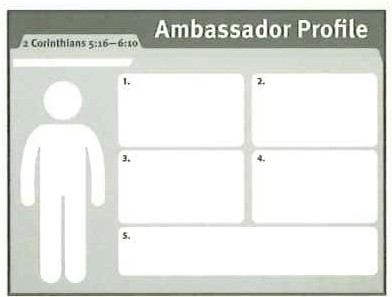 Ambassador Profile
2 Corinthians 5:16—6:10
1.
2.
3.
4.
5.